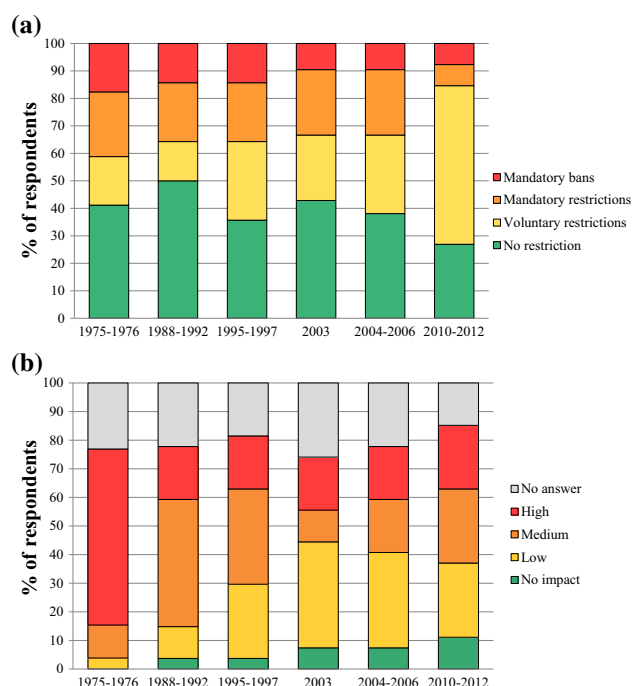 (a)
100
90
80
70
60
50
40
30
20
10
0
% of respondents
Mandatory bans
Mandatory restrictions
Voluntary restrictions
No restriction
1975-1976 1988-1992 1995-1997 2003 2004-2006 2010-2012
(b)
100
90
80
70
60
50
40
30
20
10
0
% of respondents
No answer
High
Medium
Low
No impact
1975-1976 1988-1992 1995-1997 2003 2004-2006 2010-2012